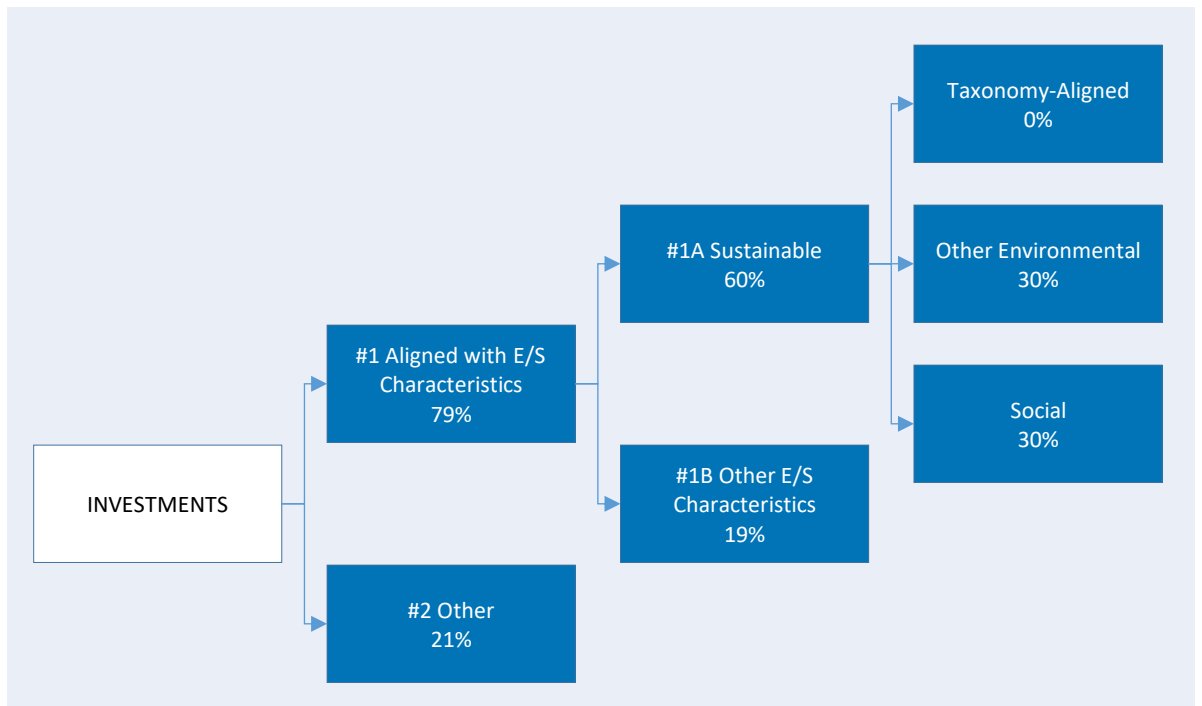 INVESTMENTS
#1 Aligned with E/S
Characteristics
79%
#2 Other
21%
#1A Sustainable
60%
#1B Other E/S
Characteristics
19%
Taxonomy-Aligned
0%
Other Environmental
30%
Social
30%